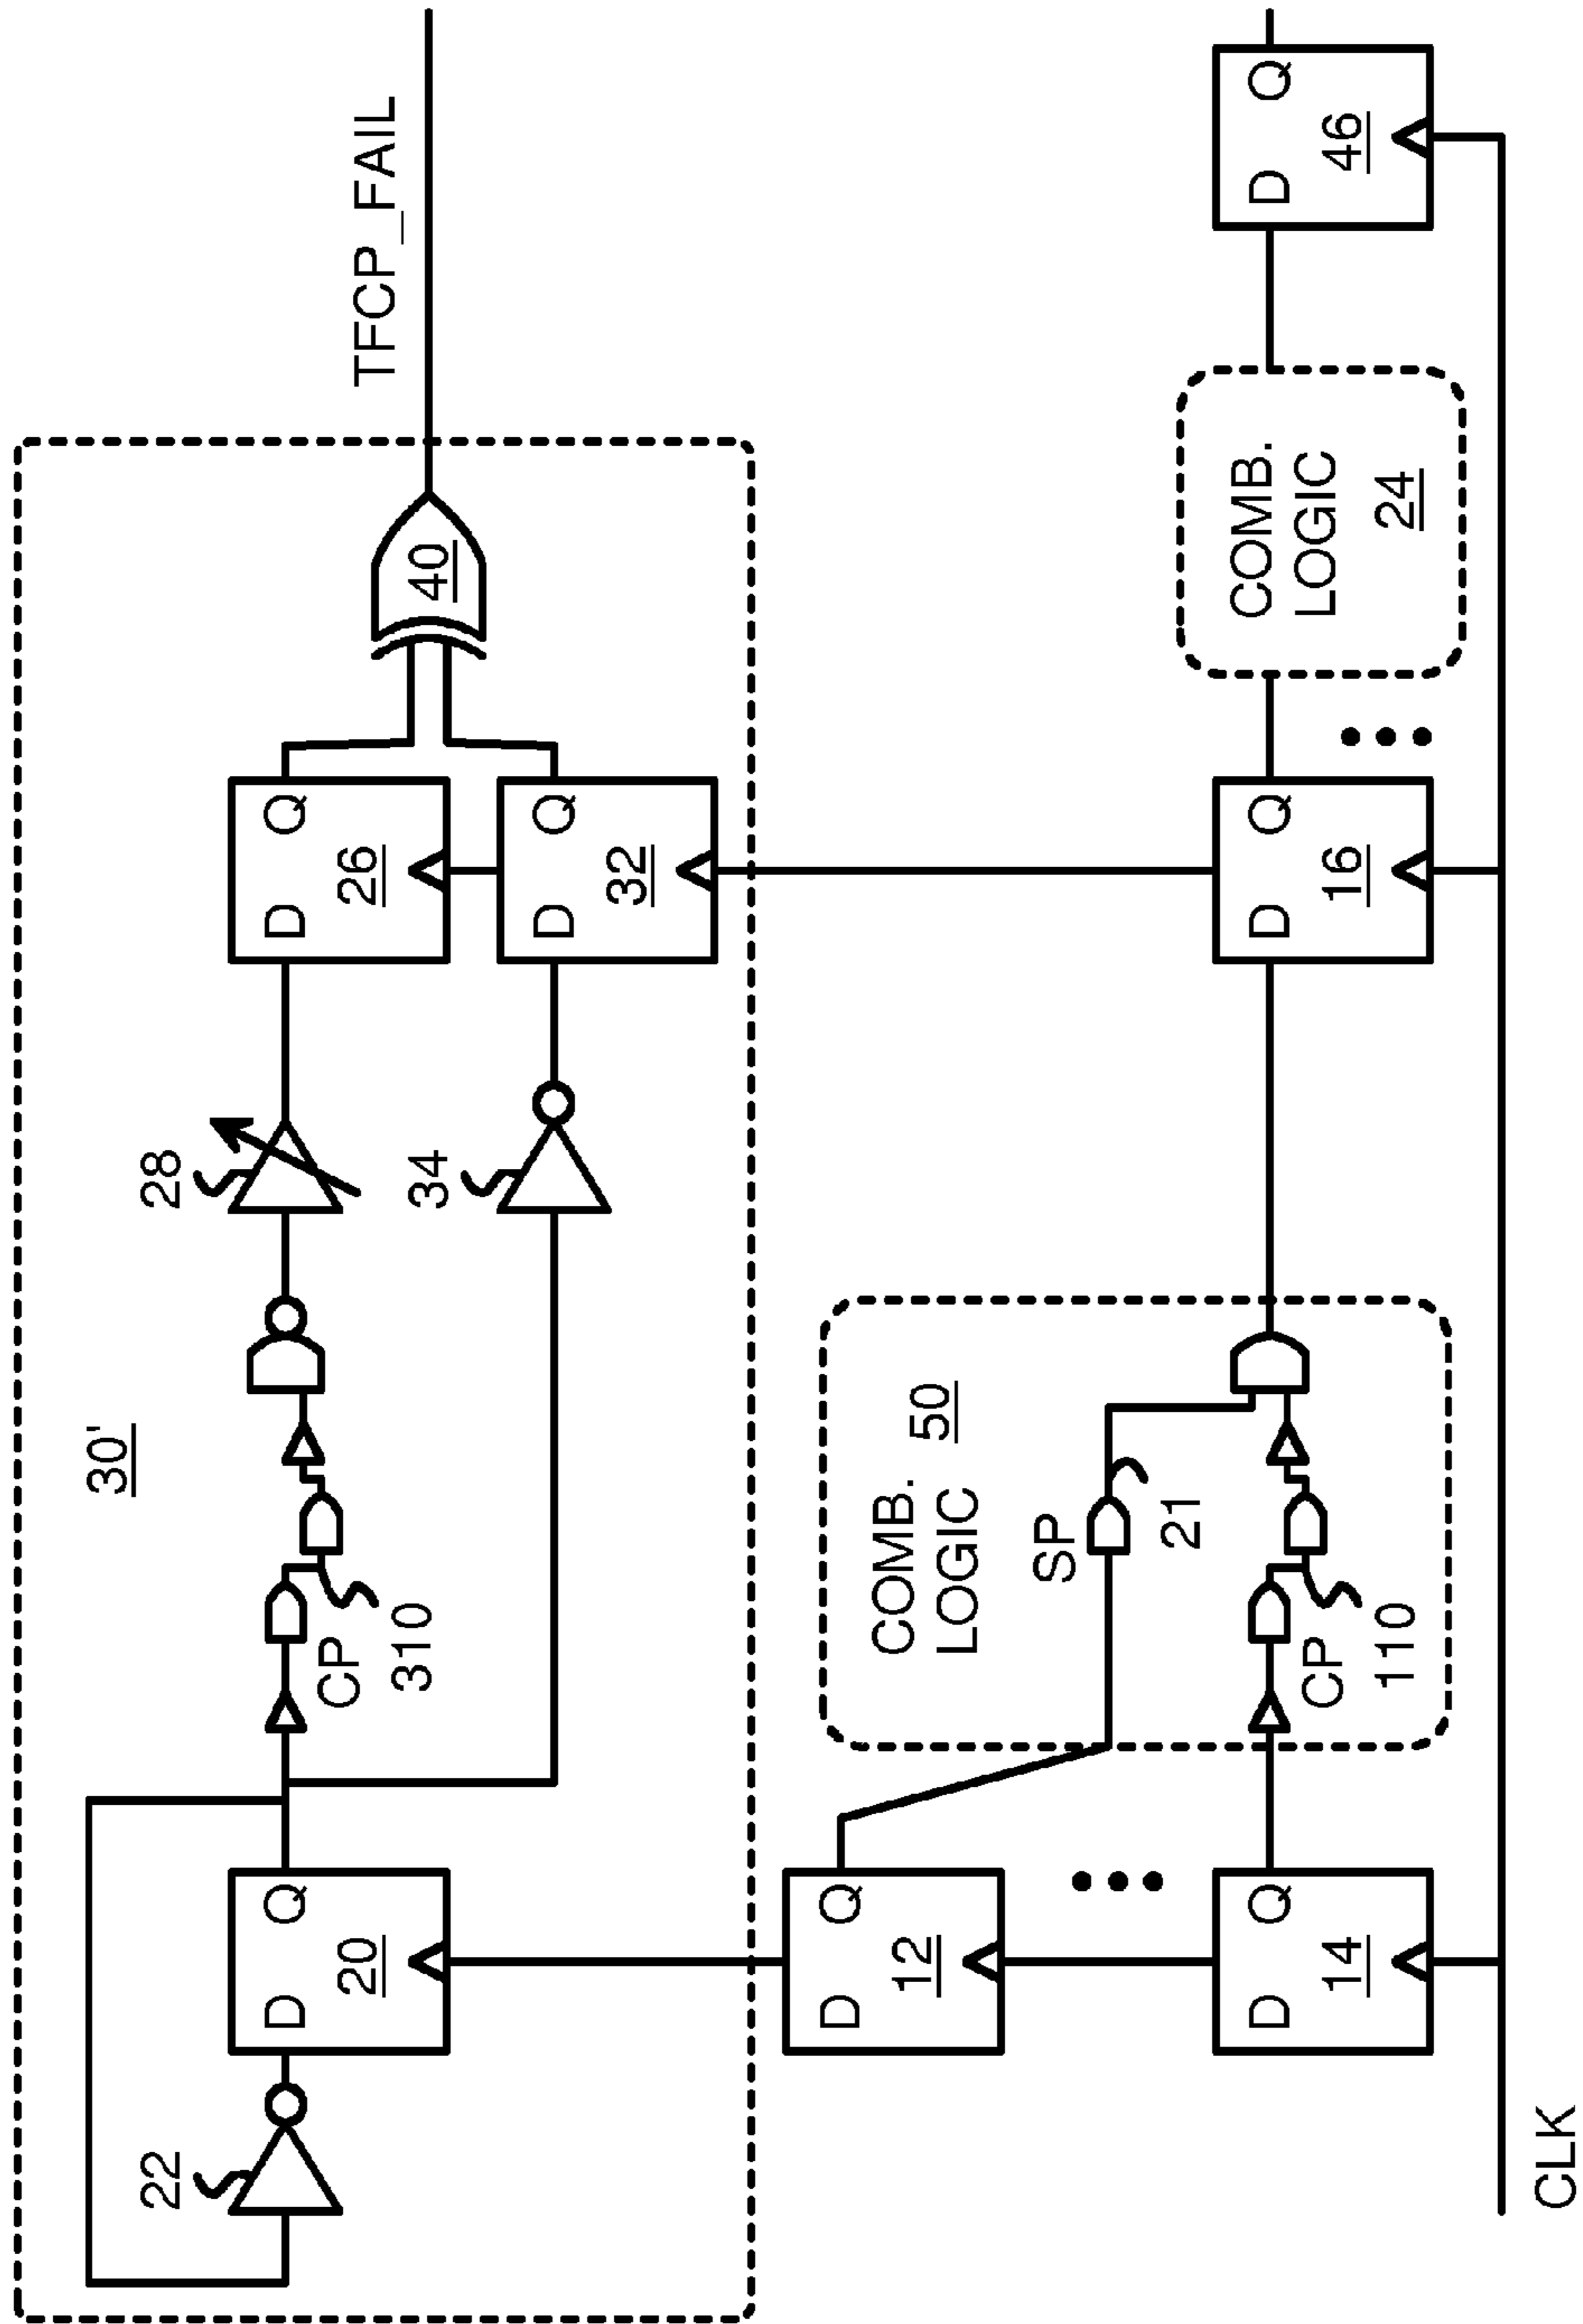 30'
22
D Q
20
CP
310
28
D Q
26
34
D Q
32
40
TFCP_FAIL
D Q
12
COMB.
LOGIC 50
SP
21
D Q
14
CP
110
D Q
16
COMB.
LOGIC
24
D Q
46
CLK